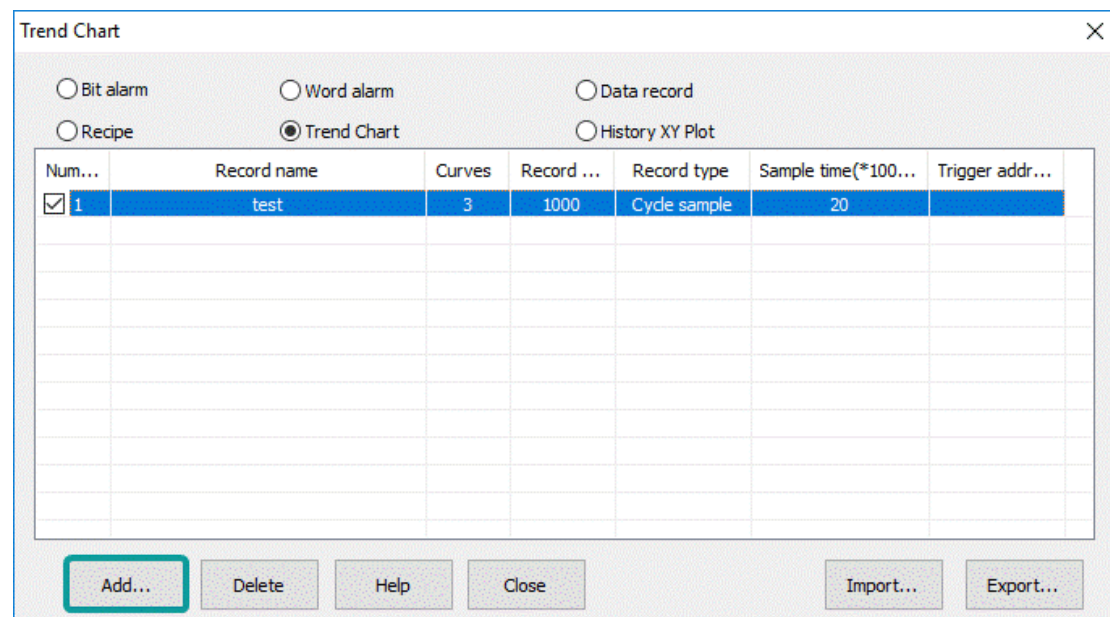 Trend Chart
Bit alarm Word alarm Data record
Recipe Trend Chart History XY Plot
Num... Record name Curves Record ... Record type Sample time(*100... Trigger addr...
1 test 3 1000 Cycle sample 20
Add... Delete Help Close Import... Export...